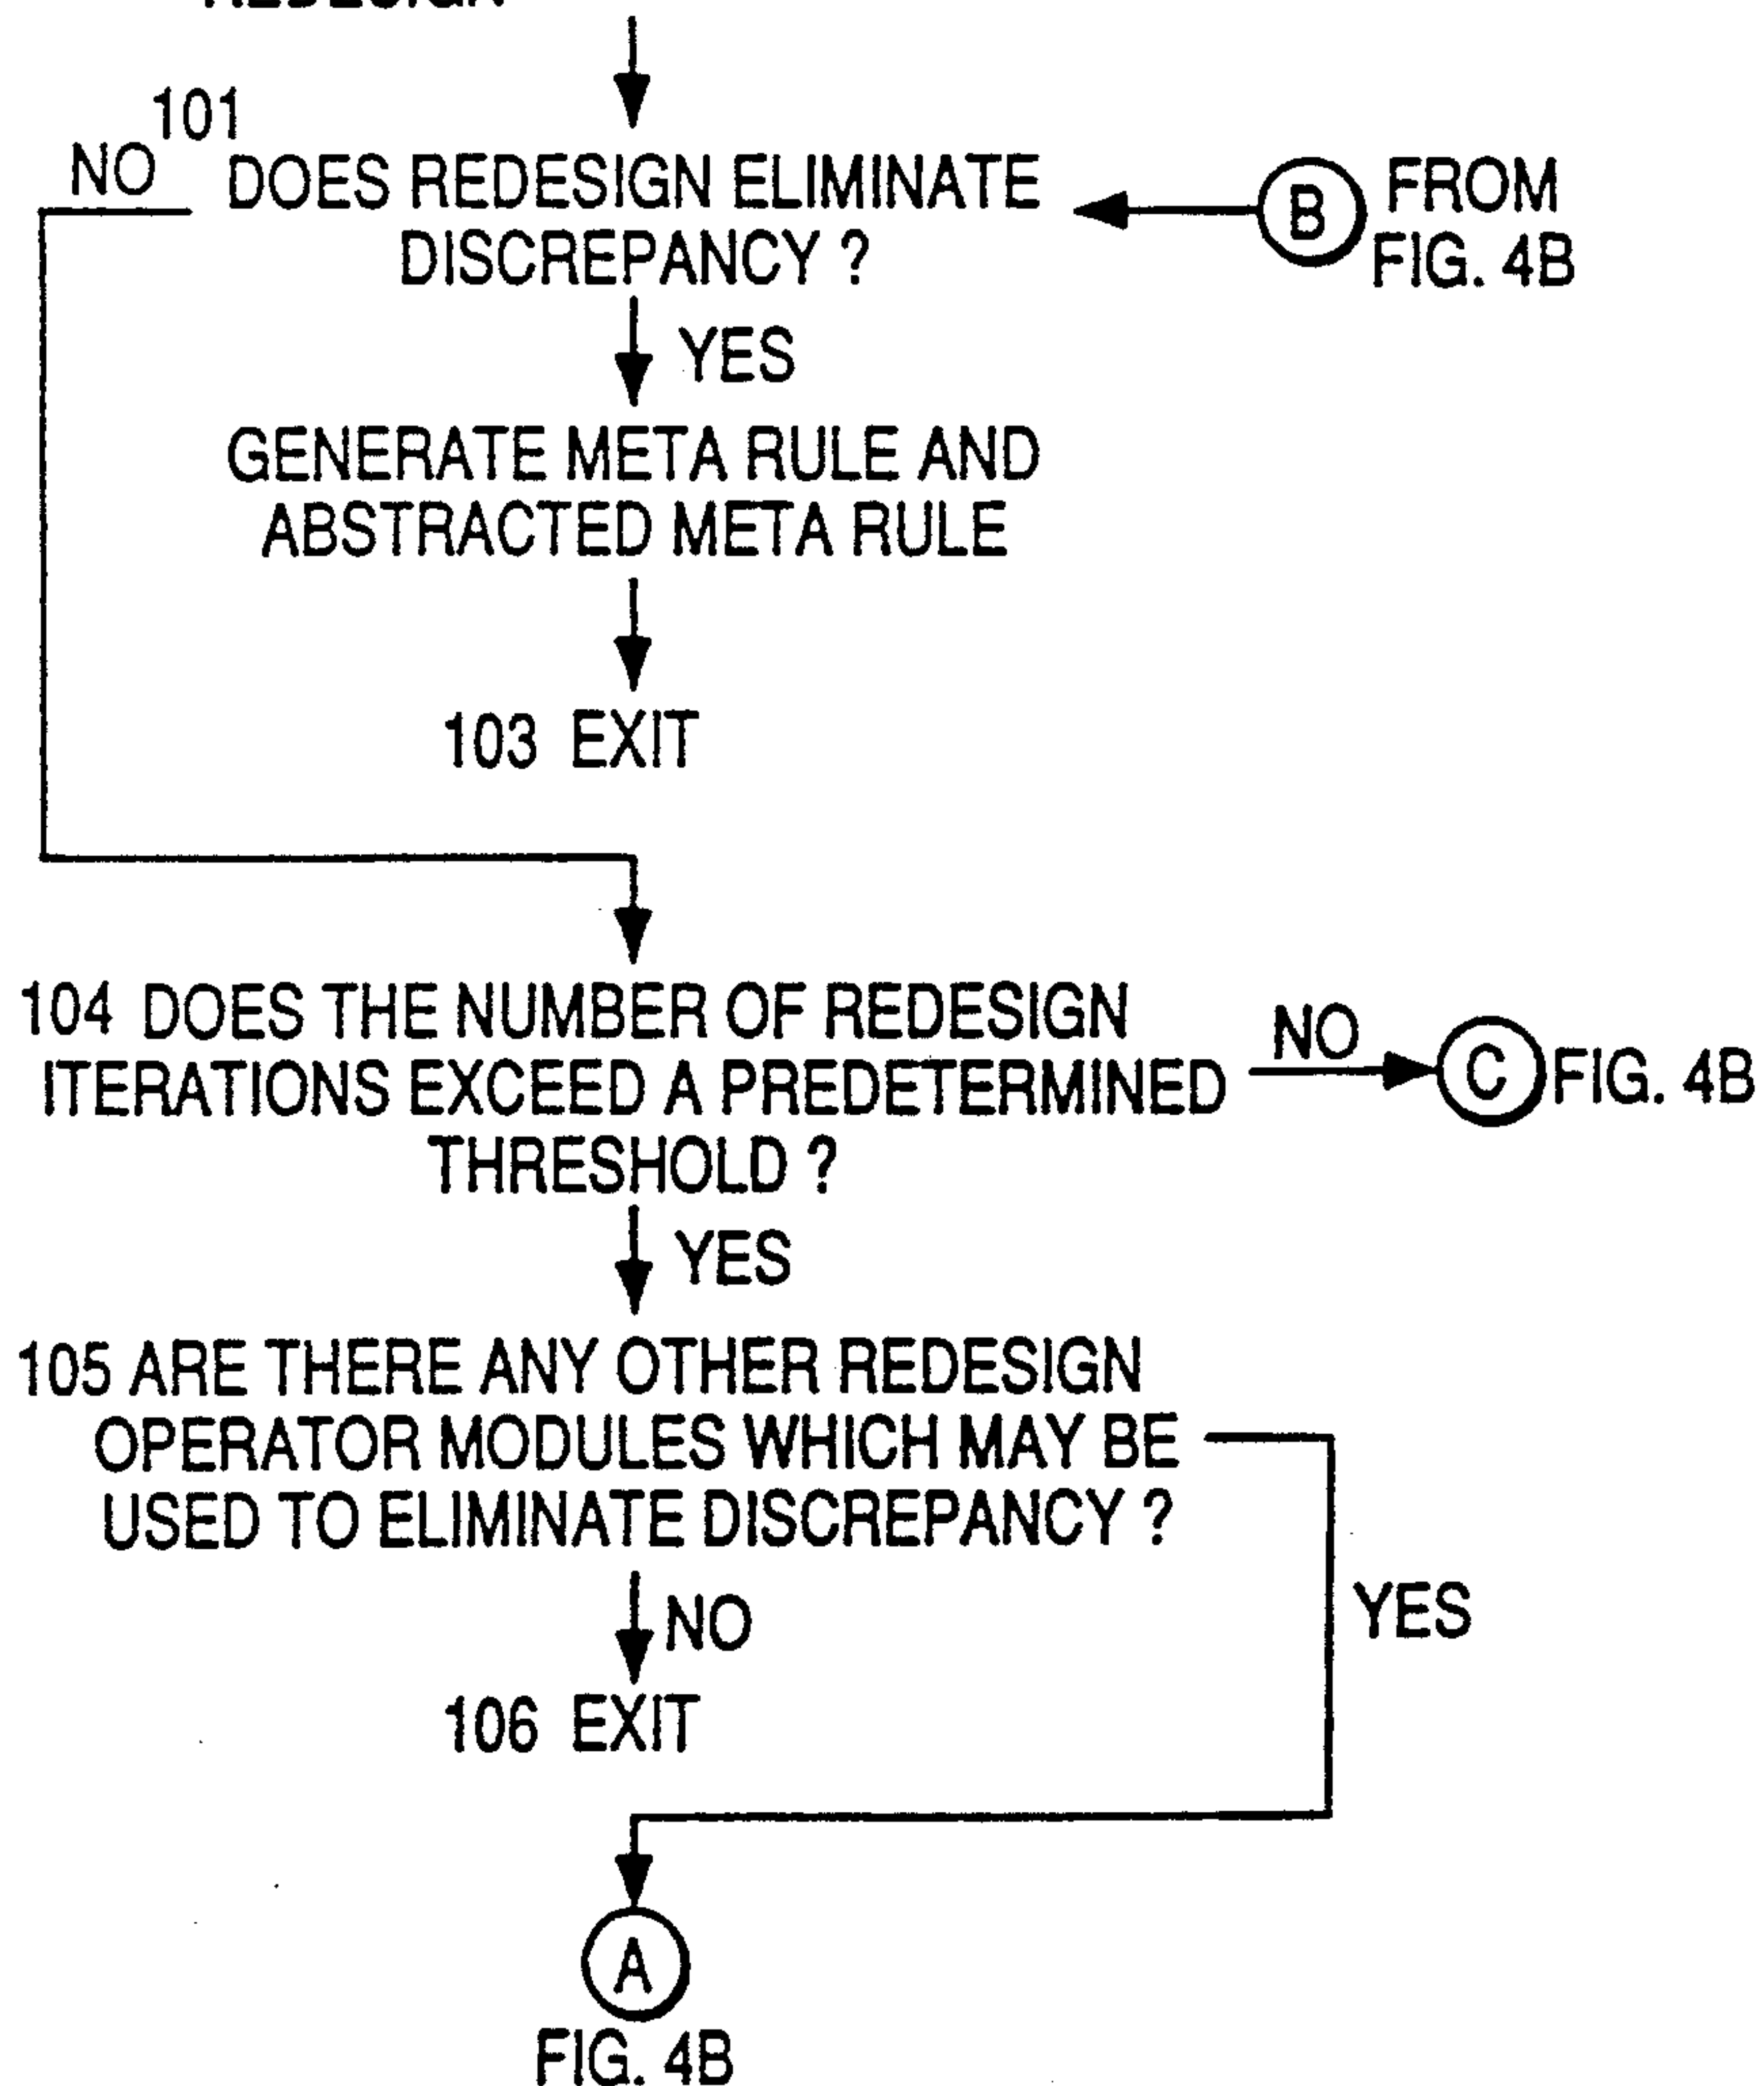 REDESIGN
101
NO
DOES REDESIGN ELIMINATE
DISCREPANCY ?
B
FROM
FIG. 4B
YES
GENERATE META RULE AND
ABSTRACTED META RULE
103 EXIT
104 DOES THE NUMBER OF REDESIGN
ITERATIONS EXCEED A PREDETERMINED
THRESHOLD ?
NO
C
FIG. 4B
YES
105 ARE THERE ANY OTHER REDESIGN
OPERATOR MODULES WHICH MAY BE
USED TO ELIMINATE DISCREPANCY ?
YES
NO
106 EXIT
A
FIG. 4B